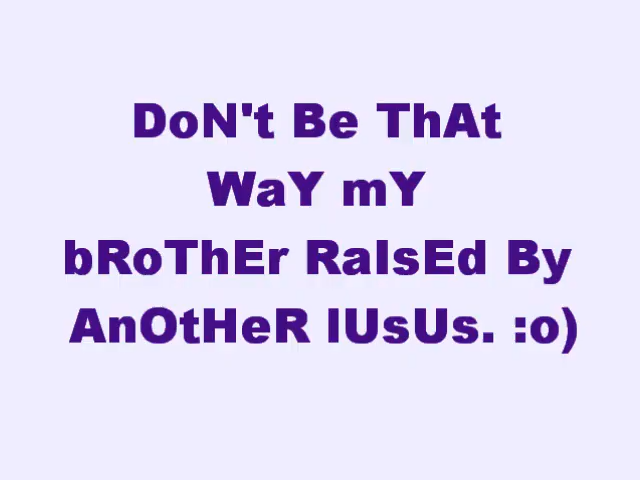 DoN't Be ThAt
WaY mY
bRoThEr RaIsEd By
AnOtHeR lUsUs. :o)